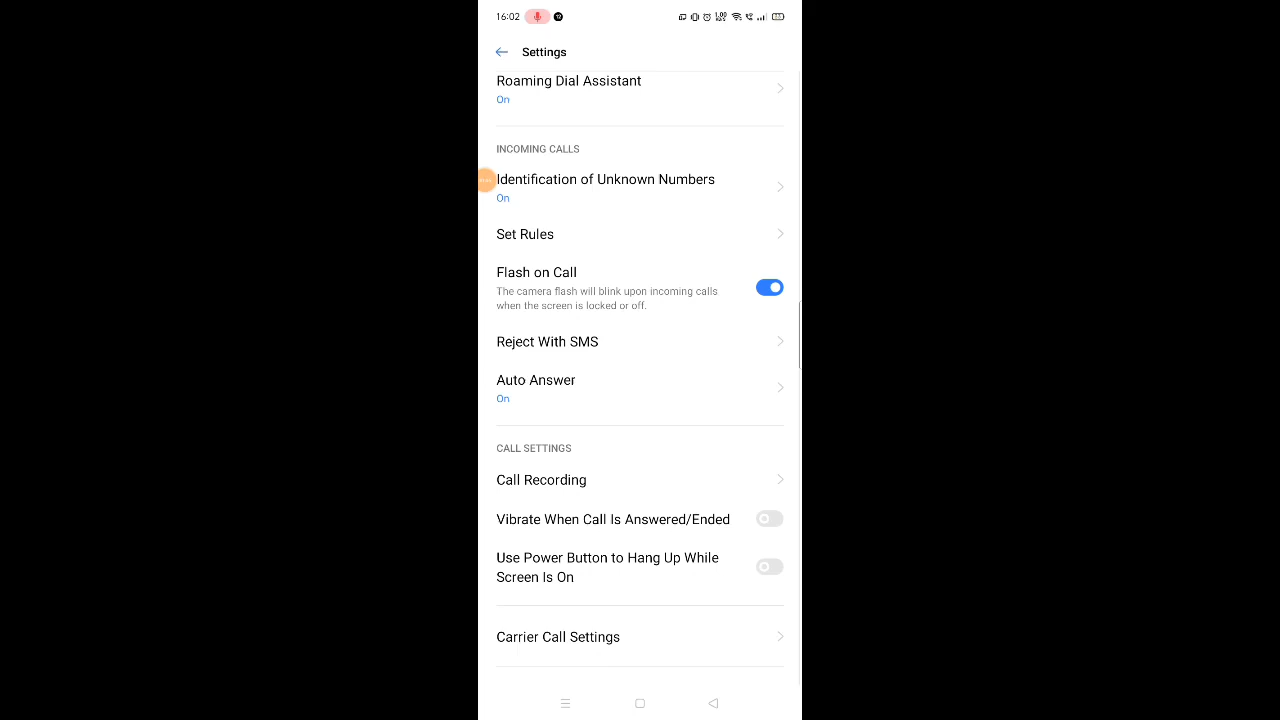 16:02
Settings
Roaming Dial Assistant
On
INCOMING CALLS
Identification of Unknown Numbers
On
Set Rules
Flash on Call
The camera flash will blink upon incoming calls
when the screen is locked or off.
Reject With SMS
Auto Answer
On
CALL SETTINGS
Call Recording
Vibrate When Call Is Answered/Ended
Use Power Button to Hang Up While
Screen Is On
Carrier Call Settings